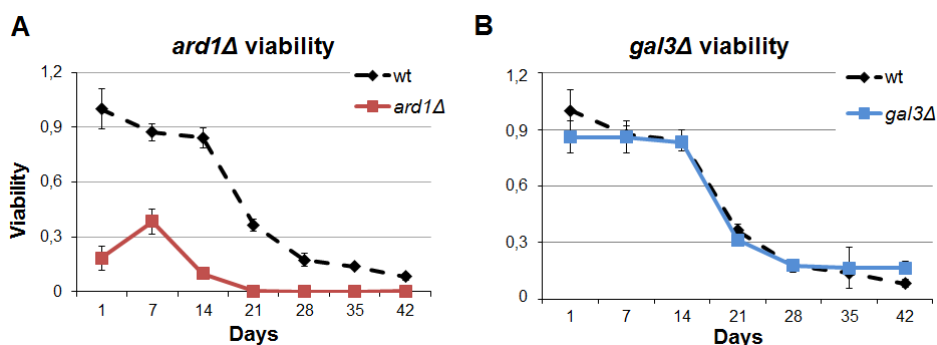 A
ard1Δ viability
1,2
0,9
0,6
0,3
0
Viability
wt
ard1Δ
1 7 14 21 28 35 42
Days
B
gal3Δ viability
1,2
0,9
0,6
0,3
0
wt
gal3Δ
1 7 14 21 28 35 42
Days